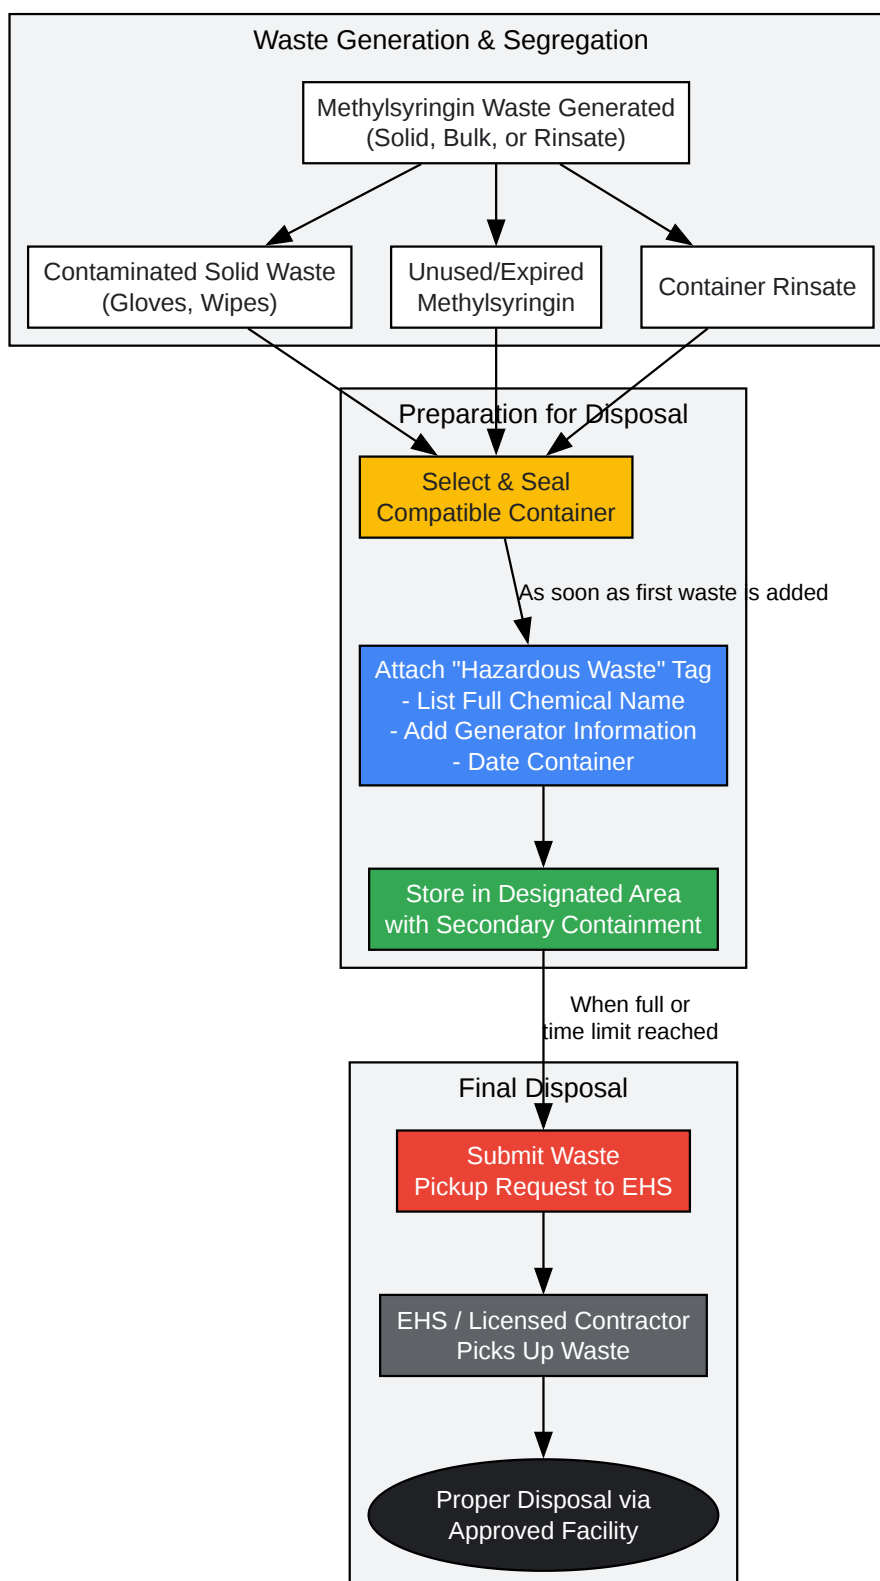 Waste Generation & Segregation
Methylsyringin Waste Generated
(Solid, Bulk, or Rinsate)
Contaminated Solid Waste
(Gloves, Wipes)
Unused/Expired
Methylsyringin
Container Rinsate
Preparation for Disposal
Select & Seal
Compatible Container
As soon as first waste is added
Attach "Hazardous Waste" Tag
- List Full Chemical Name
- Add Generator Information
- Date Container
Store in Designated Area
with Secondary Containment
When full or
time limit reached
Final Disposal
Submit Waste
Pickup Request to EHS
EHS / Licensed Contractor
Picks Up Waste
Proper Disposal via
Approved Facility